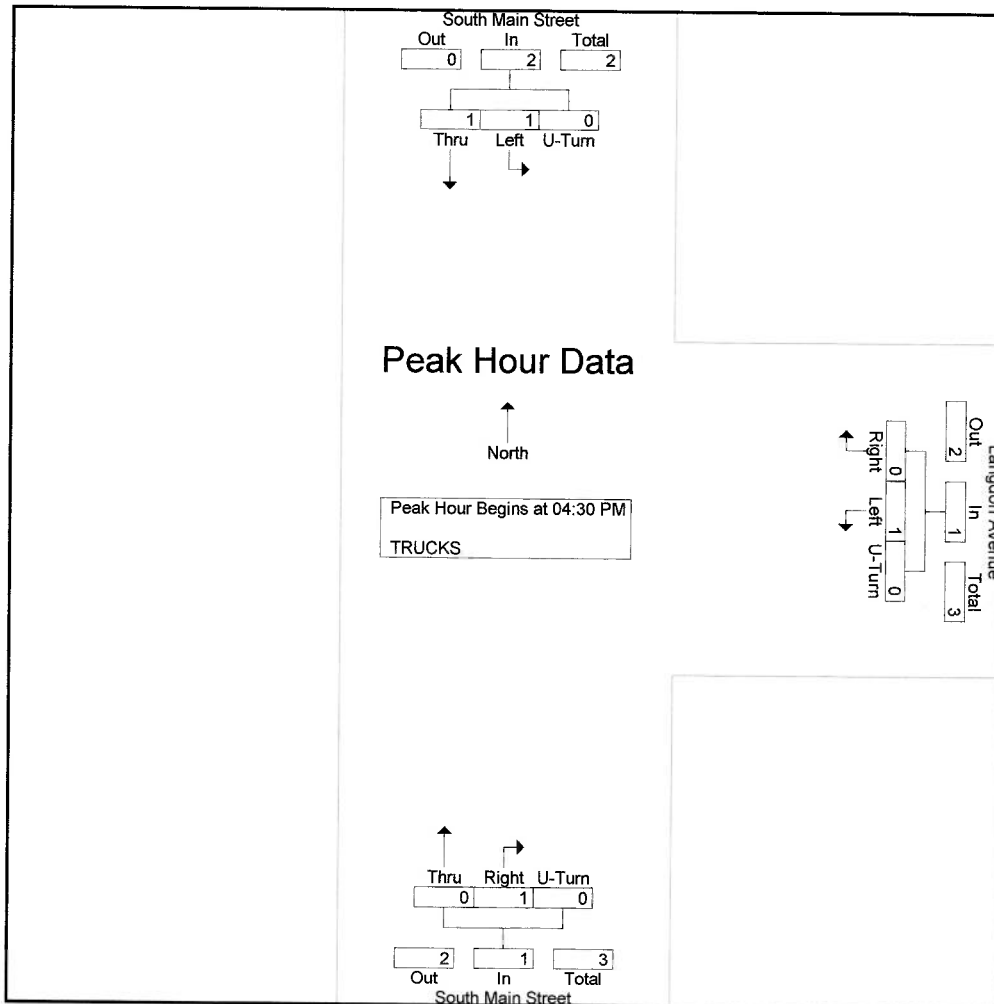 South Main Street
Out In Total
0 2 2
1 1 0
Thru Left U-Turn
Peak Hour Data
North
Peak Hour Begins at 04:30 PM
TRUCKS
Out In Total
2 1 3
Right Left U-Turn
0 1 0
Thru Right U-Turn
0 1 0
2 1 3
Out In Total
South Main Street
Avenue